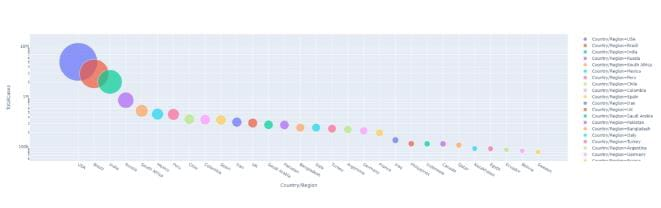 10M
TotalCases
1M
100k
USA
Brazil
India
Russia
South Africa
Mexico
Peru
Chile
Colombia
Spain
Iran
UK
Saudi Arabia
Pakistan
Bangladesh
Italy
Turkey
Argentina
Germany
France
Iraq
Philippines
Indonesia
Canada
Qatar
Kazakhstan
Egypt
Ecuador
Bolivia
Sweden
Country/Region
Country/Region=USA
Country/Region=Brazil
Country/Region=India
Country/Region=Russia
Country/Region=South Africa
Country/Region=Mexico
Country/Region=Peru
Country/Region=Chile
Country/Region=Colombia
Country/Region=Spain
Country/Region=Iran
Country/Region=UK
Country/Region=Saudi Arabia
Country/Region=Pakistan
Country/Region=Bangladesh
Country/Region=Italy
Country/Region=Turkey
Country/Region=Argentina
Country/Region=Germany